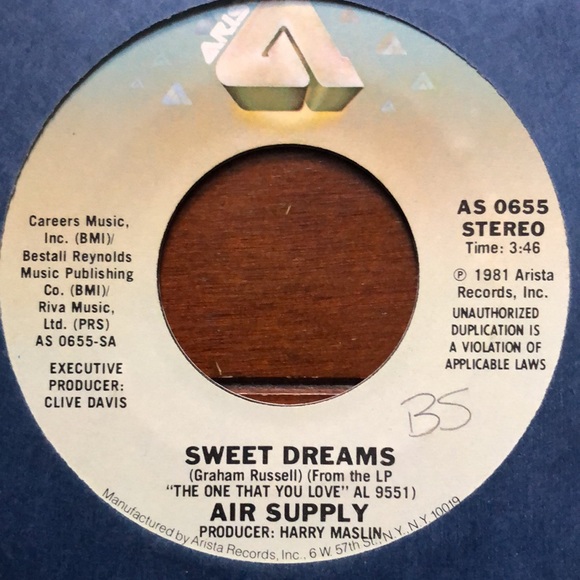 ARIS
Careers Music,
Inc. (BMI)/
Bestall Reynolds
Music Publishing
Co. (BMI)/
Riva Music,
Ltd. (PRS)
AS 0655-SA
EXECUTIVE
PRODUCER:
CLIVE DAVIS
AS 0655
STEREO
Time: 3:46
℗ 1981 Arista
Records, Inc.
UNAUTHORIZED
DUPLICATION IS
A VIOLATION OF
APPLICABLE LAWS
BS
SWEET DREAMS
(Graham Russell) (From the LP
"THE ONE THAT YOU LOVE" AL 9551)
AIR SUPPLY
PRODUCER: HARRY MASLIN
Manufactured by Arista Records, Inc., 6 W 57th St., N.Y., N.Y. 10019